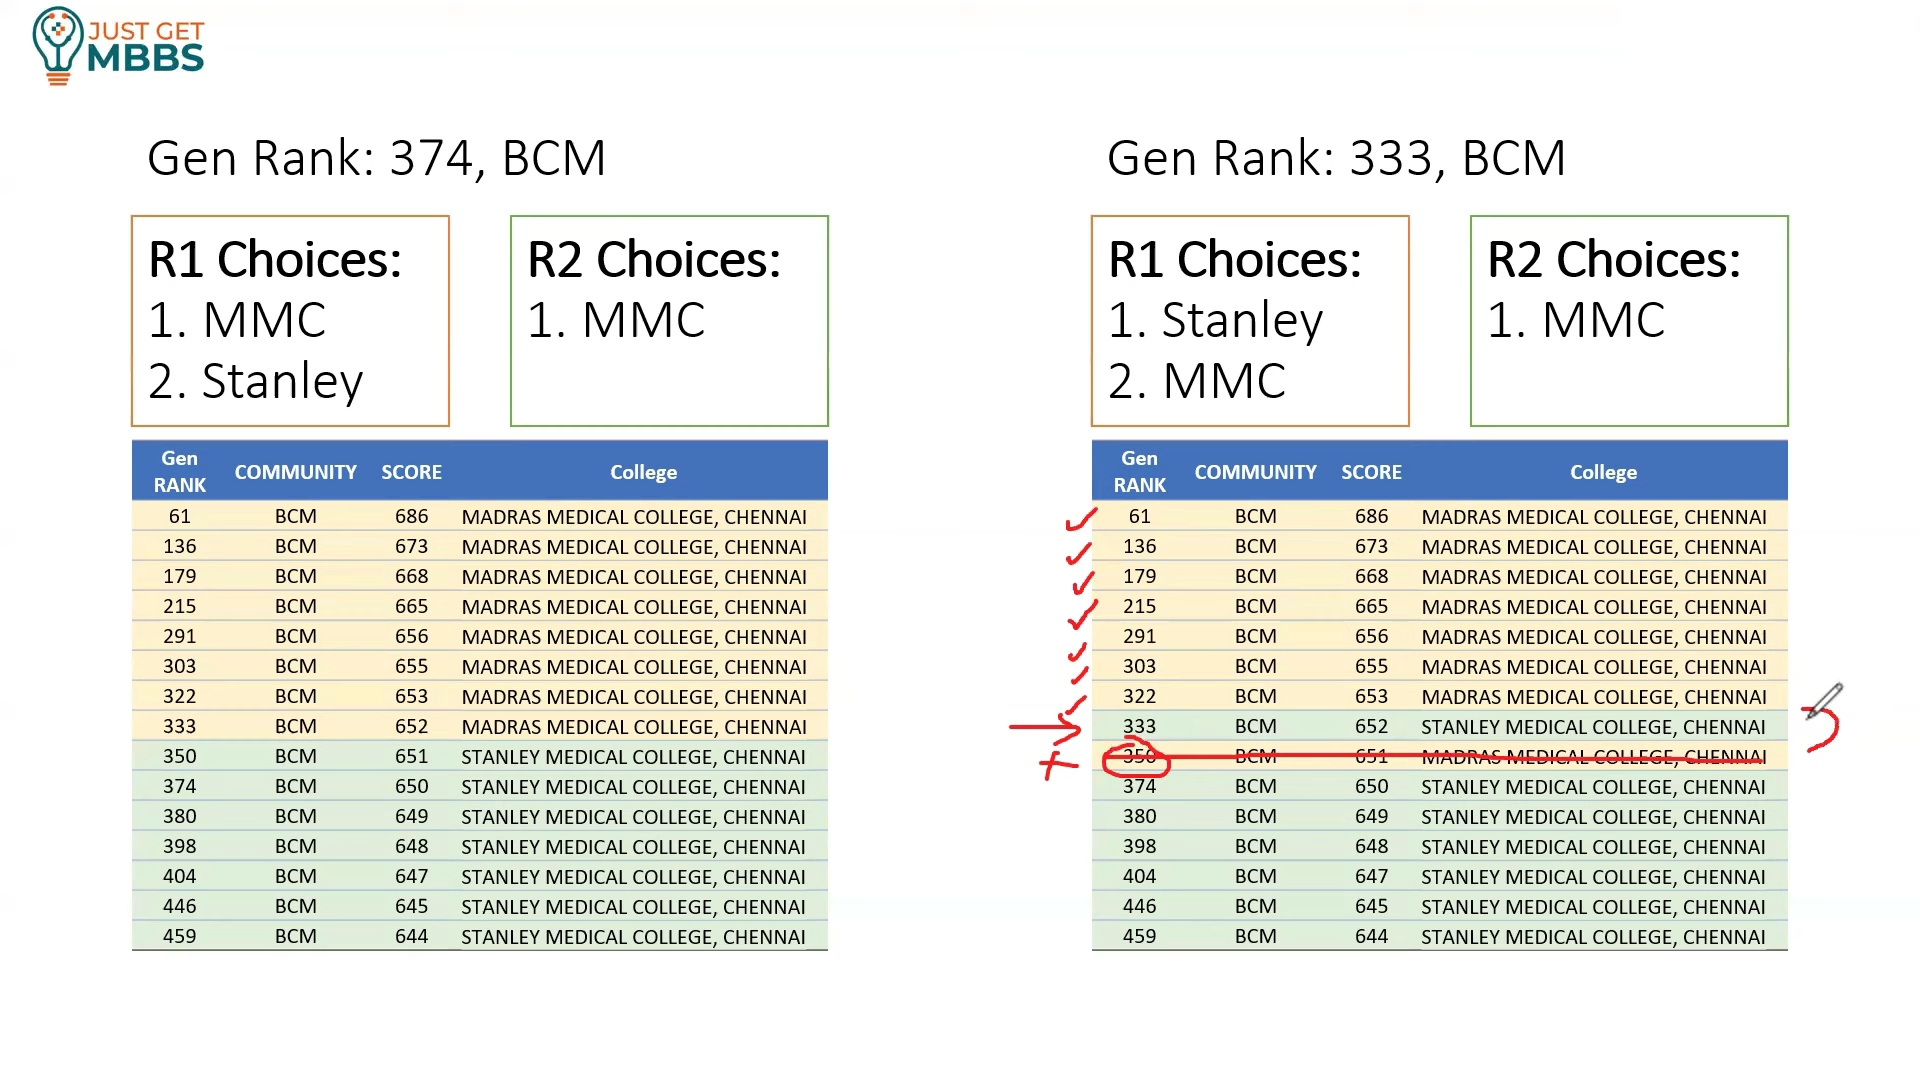 JUST GET
MBBS
Gen Rank: 374, BCM
R1 Choices:
1. MMC
2. Stanley
R2 Choices:
1. MMC
Gen RANK COMMUNITY SCORE College
61 BCM 686 MADRAS MEDICAL COLLEGE, CHENNAI
136 BCM 673 MADRAS MEDICAL COLLEGE, CHENNAI
179 BCM 668 MADRAS MEDICAL COLLEGE, CHENNAI
215 BCM 665 MADRAS MEDICAL COLLEGE, CHENNAI
291 BCM 656 MADRAS MEDICAL COLLEGE, CHENNAI
303 BCM 655 MADRAS MEDICAL COLLEGE, CHENNAI
322 BCM 653 MADRAS MEDICAL COLLEGE, CHENNAI
333 BCM 652 MADRAS MEDICAL COLLEGE, CHENNAI
350 BCM 651 STANLEY MEDICAL COLLEGE, CHENNAI
374 BCM 650 STANLEY MEDICAL COLLEGE, CHENNAI
380 BCM 649 STANLEY MEDICAL COLLEGE, CHENNAI
398 BCM 648 STANLEY MEDICAL COLLEGE, CHENNAI
404 BCM 647 STANLEY MEDICAL COLLEGE, CHENNAI
446 BCM 645 STANLEY MEDICAL COLLEGE, CHENNAI
459 BCM 644 STANLEY MEDICAL COLLEGE, CHENNAI
Gen Rank: 333, BCM
R1 Choices:
1. Stanley
2. MMC
R2 Choices:
1. MMC
Gen RANK COMMUNITY SCORE College
61 BCM 686 MADRAS MEDICAL COLLEGE, CHENNAI
136 BCM 673 MADRAS MEDICAL COLLEGE, CHENNAI
179 BCM 668 MADRAS MEDICAL COLLEGE, CHENNAI
215 BCM 665 MADRAS MEDICAL COLLEGE, CHENNAI
291 BCM 656 MADRAS MEDICAL COLLEGE, CHENNAI
303 BCM 655 MADRAS MEDICAL COLLEGE, CHENNAI
322 BCM 653 MADRAS MEDICAL COLLEGE, CHENNAI
333 BCM 652 STANLEY MEDICAL COLLEGE, CHENNAI
350 BCM 651 MADRAS MEDICAL COLLEGE, CHENNAI
374 BCM 650 STANLEY MEDICAL COLLEGE, CHENNAI
380 BCM 649 STANLEY MEDICAL COLLEGE, CHENNAI
398 BCM 648 STANLEY MEDICAL COLLEGE, CHENNAI
404 BCM 647 STANLEY MEDICAL COLLEGE, CHENNAI
446 BCM 645 STANLEY MEDICAL COLLEGE, CHENNAI
459 BCM 644 STANLEY MEDICAL COLLEGE, CHENNAI